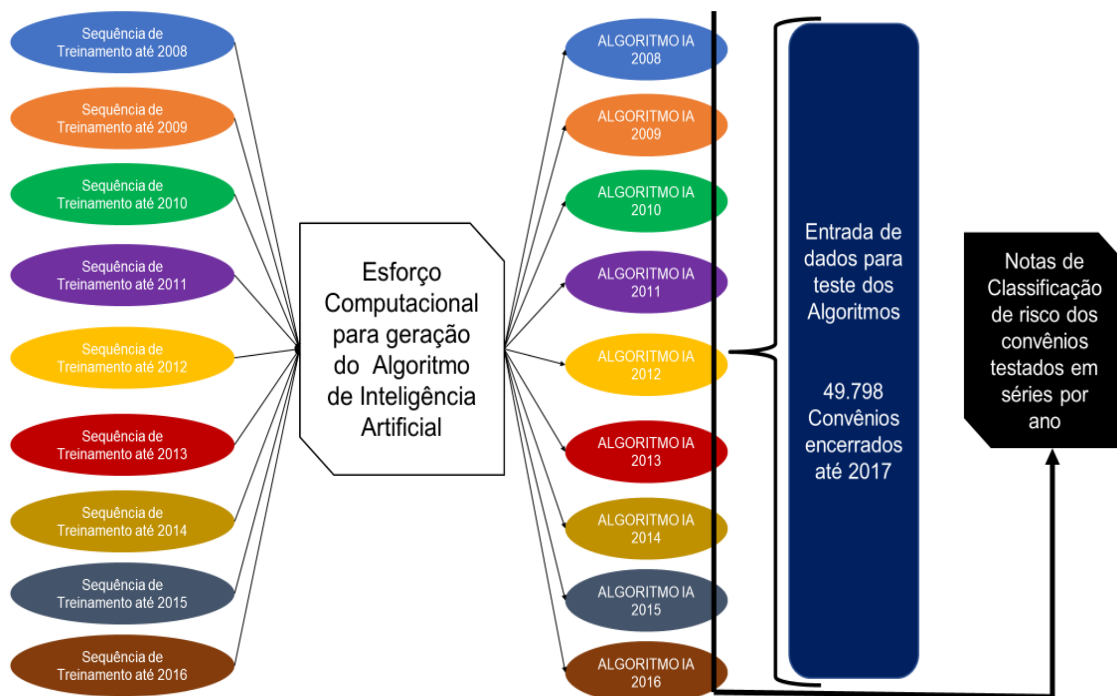 Sequência de
Treinamento até 2008
Sequência de
Treinamento até 2009
Sequência de
Treinamento até 2010
Sequência de
Treinamento até 2011
Sequência de
Treinamento até 2012
Sequência de
Treinamento até 2013
Sequência de
Treinamento até 2014
Sequência de
Treinamento até 2015
Sequência de
Treinamento até 2016
Esforço
Computacional
para geração
do Algoritmo
de Inteligência
Artificial
ALGORITMO IA
2008
ALGORITMO IA
2009
ALGORITMO IA
2010
ALGORITMO IA
2011
ALGORITMO IA
2012
ALGORITMO IA
2013
ALGORITMO IA
2014
ALGORITMO IA
2015
ALGORITMO IA
2016
Entrada de
dados para
teste dos
Algoritmos
49.798
Convênios
encerrados
até 2017
Notas de
Classificação
de risco dos
convênios
testados em
séries por
ano